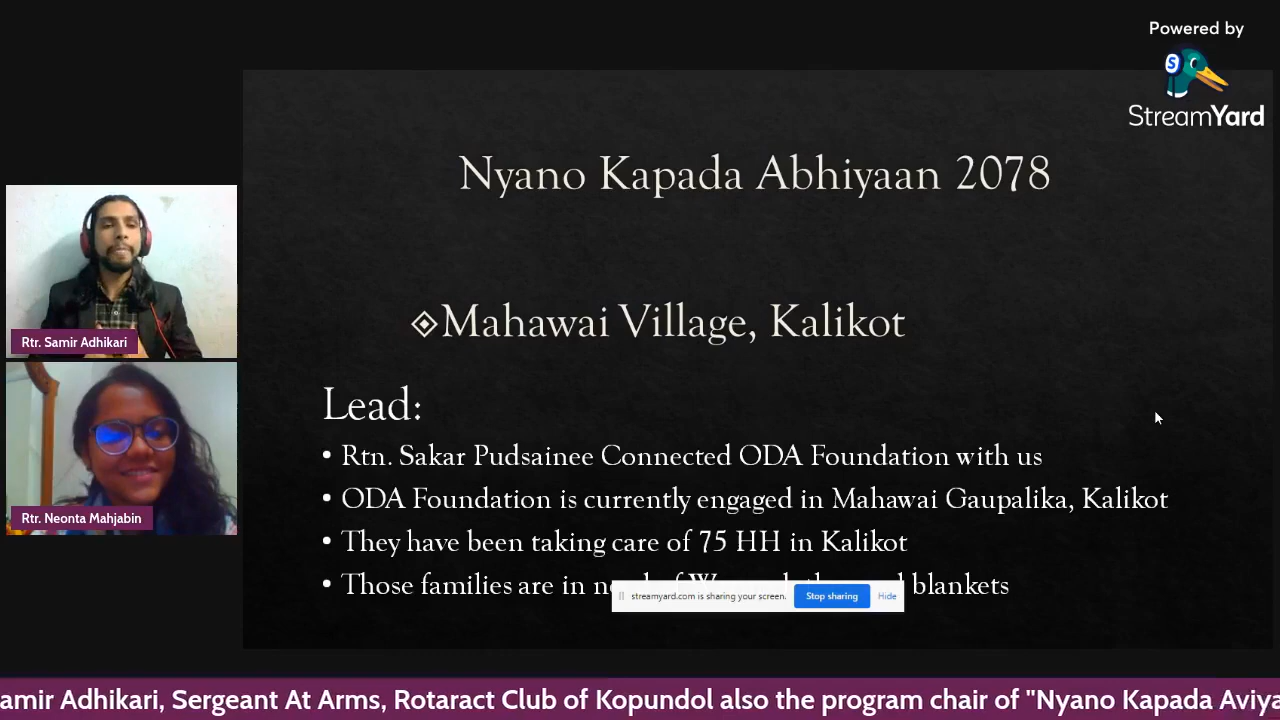 Powered by
StreamYard
Nyano Kapada Abhiyaan 2078
Mahawai Village, Kalikot
Lead:
• Rtn. Sakar Pudsainee Connected ODA Foundation with us
• ODA Foundation is currently engaged in Mahawai Gaupalika, Kalikot
• They have been taking care of 75 HH in Kalikot
• Those families are in blankets
streamyard.com is sharing your screen. Stop sharing Hide
Rtr. Samir Adhikari
Rtr. Neonta Mahjabin
amir Adhikari, Sergeant At Arms, Rotaract Club of Kopundol also the program chair of "Nyano Kapada Aviya